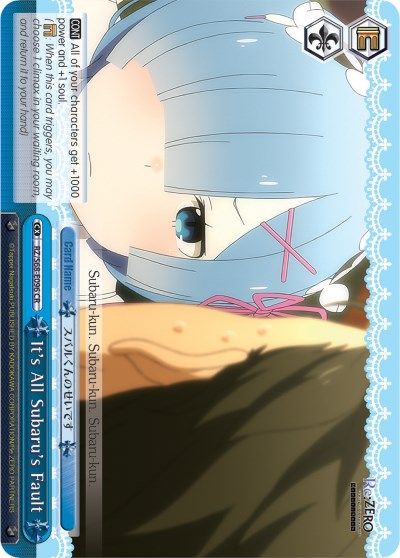 [CONT] All of your characters get +1000
power and +1 soul.
(: When this card triggers, you may
choose 1 climax in your waiting room,
and return it to your hand)
Subaru-kun. Subaru-kun. Subaru-kun.
Re:ZERO
Card Name
スバルくんのせいです
CX
It's All Subaru's Fault